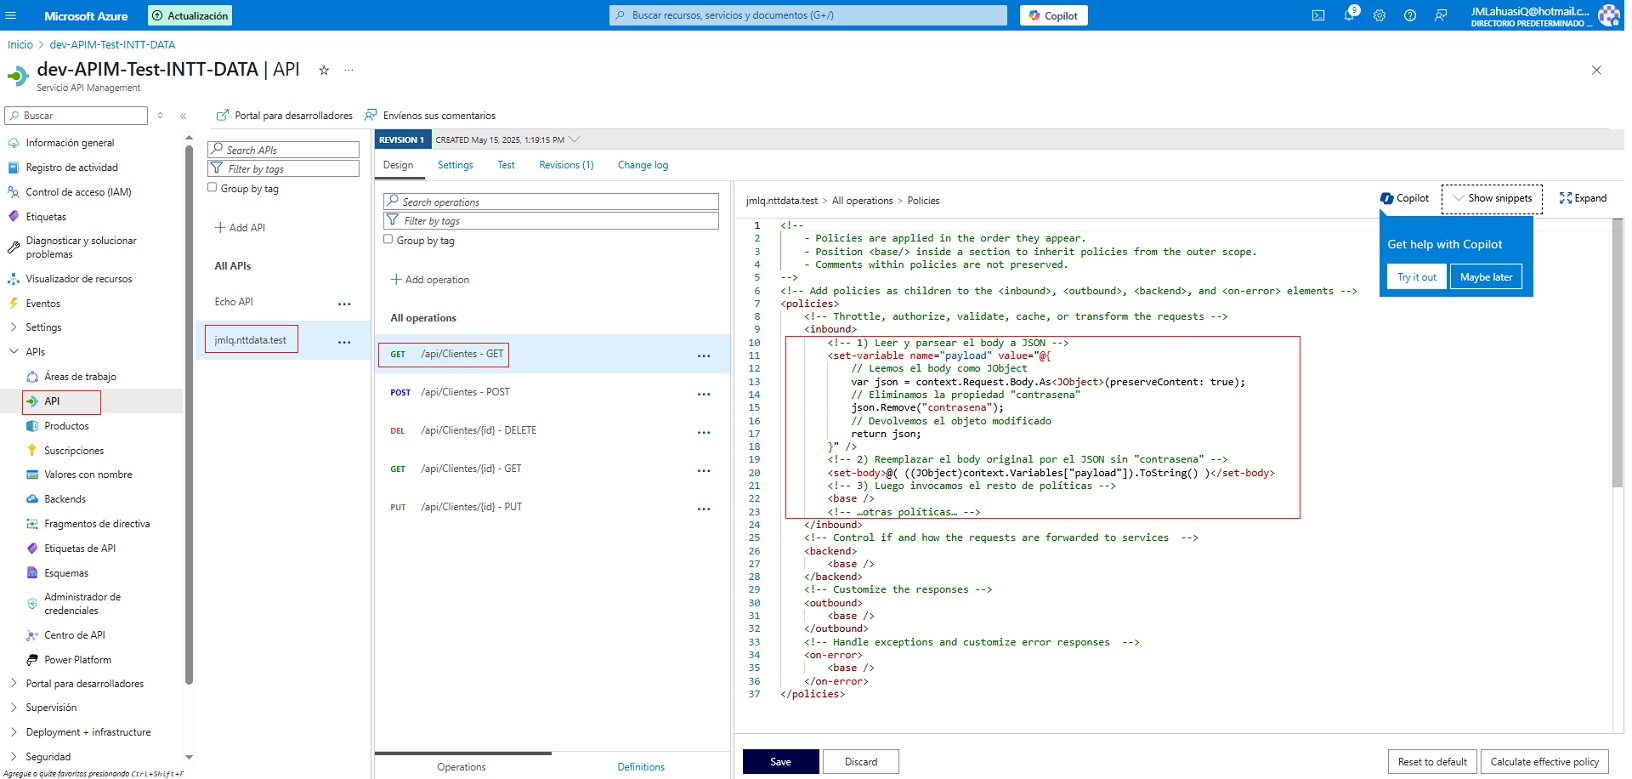 Microsoft Azure
Actualización
Buscar recursos, servicios y documentos (G+/)
Copilot
9
JMLahuasiQ@hotmail.c...
DIRECTORIO PREDETERMINADO ...
Inicio > dev-APIM-Test-INTT-DATA
dev-APIM-Test-INTT-DATA | API
Servicio API Management
Buscar
Información general
Registro de actividad
Control de acceso (IAM)
Etiquetas
Diagnosticar y solucionar
problemas
Visualizador de recursos
Eventos
Settings
APIs
Áreas de trabajo
API
Productos
Suscripciones
Valores con nombre
Backends
Fragmentos de directiva
Etiquetas de API
Esquemas
Administrador de
credenciales
Centro de API
Power Platform
Portal para desarrolladores
Supervisión
Deployment + infrastructure
Seguridad
Agregue o quite favoritos presionando Ctrl+Shift+F
Portal para desarrolladores
Envíenos sus comentarios
Search APIs
Filter by tags
Group by tag
Add API
All APIs
Echo API
jmlq.nttdata.test
REVISION 1
CREATED May 15, 2025, 1:19:15 PM
Design
Settings
Test
Revisions (1)
Change log
Search operations
Filter by tags
Group by tag
Add operation
All operations
GET /api/Clientes - GET
POST /api/Clientes - POST
DEL /api/Clientes/{id} - DELETE
GET /api/Clientes/{id} - GET
PUT /api/Clientes/{id} - PUT
Operations
Definitions
jmlq.nttdata.test > All operations > Policies
Copilot
Show snippets
Expand
Get help with Copilot
Try it out
Maybe later
1 <!--
2 - Policies are applied in the order they appear.
3 - Position <base/> inside a section to inherit policies from the outer scope.
4 - Comments within policies are not preserved.
5 -->
6 <!-- Add policies as children to the <inbound>, <outbound>, <backend>, and <on-error> elements -->
7 <policies>
8 <!-- Throttle, authorize, validate, cache, or transform the requests -->
9 <inbound>
10 <!-- 1) Leer y parsear el body a JSON -->
11 <set-variable name="payload" value="@{
12 // Leemos el body como JObject
13 var json = context.Request.Body.As<JObject>(preserveContent: true);
14 // Eliminamos la propiedad "contrasena"
15 json.Remove("contrasena");
16 // Devolvemos el objeto modificado
17 return json;
18 }" />
19 <!-- 2) Reemplazar el body original por el JSON sin "contrasena" -->
20 <set-body>@( ((JObject)context.Variables["payload"]).ToString() )</set-body>
21 <!-- 3) Luego invocamos el resto de políticas -->
22 <base />
23 <!-- …otras políticas… -->
24 </inbound>
25 <!-- Control if and how the requests are forwarded to services -->
26 <backend>
27 <base />
28 </backend>
29 <!-- Customize the responses -->
30 <outbound>
31 <base />
32 </outbound>
33 <!-- Handle exceptions and customize error responses -->
34 <on-error>
35 <base />
36 </on-error>
37 </policies>
Save
Discard
Reset to default
Calculate effective policy